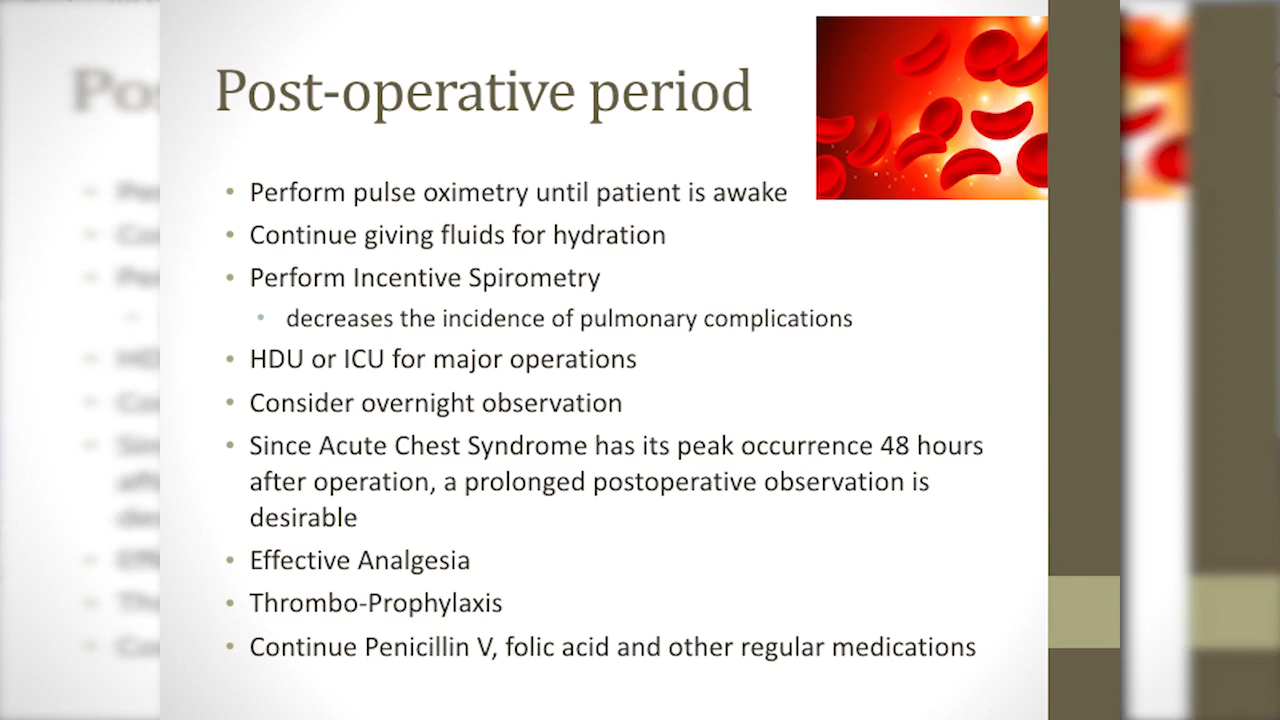 Post-operative period
• Perform pulse oximetry until patient is awake
• Continue giving fluids for hydration
• Perform Incentive Spirometry
• decreases the incidence of pulmonary complications
• HDU or ICU for major operations
• Consider overnight observation
• Since Acute Chest Syndrome has its peak occurrence 48 hours
after operation, a prolonged postoperative observation is
desirable
• Effective Analgesia
• Thrombo-Prophylaxis
• Continue Penicillin V, folic acid and other regular medications